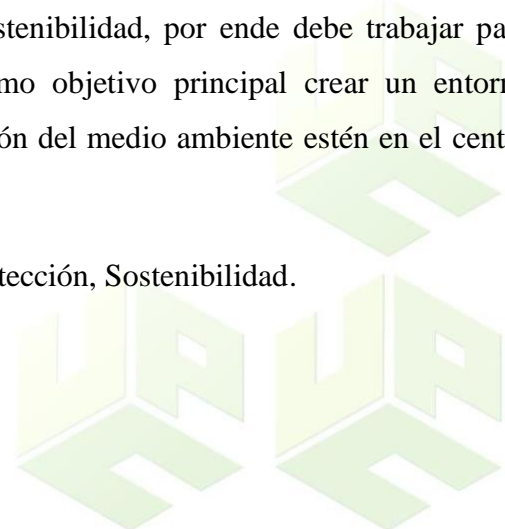 stenibilidad, por ende debe trabajar pa
mo objetivo principal crear un entor
ón del medio ambiente estén en el cent
tección, Sostenibilidad.